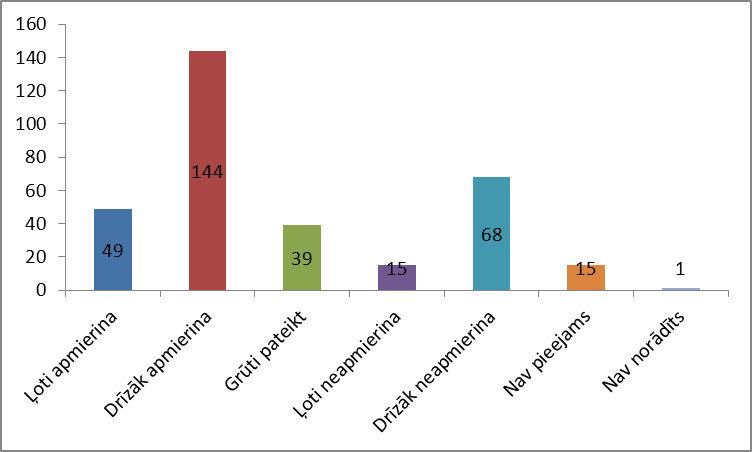 160
140
120
100
80
60
40
20
0
49
144
39
15
68
15
1
Ļoti apmierina
Drīzāk apmierina
Grūti pateikt
Ļoti neapmierina
Drīzāk neapmierina
Nav pieejams
Nav norādīts